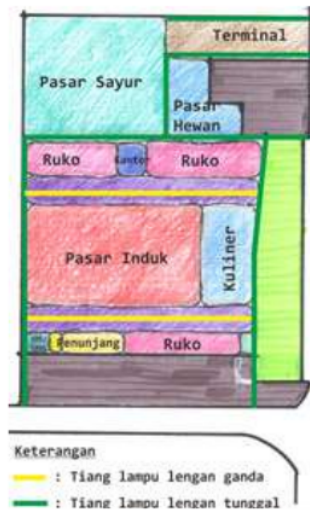 Terminal
Pasar Sayur
Pasar
Hewan
Ruko
Kantor
Ruko
Pasar Induk
Kuliner
Penunjang
Ruko
Keterangan
: Tiang lampu lengan ganda
: Tiang lampu lengan tunggal